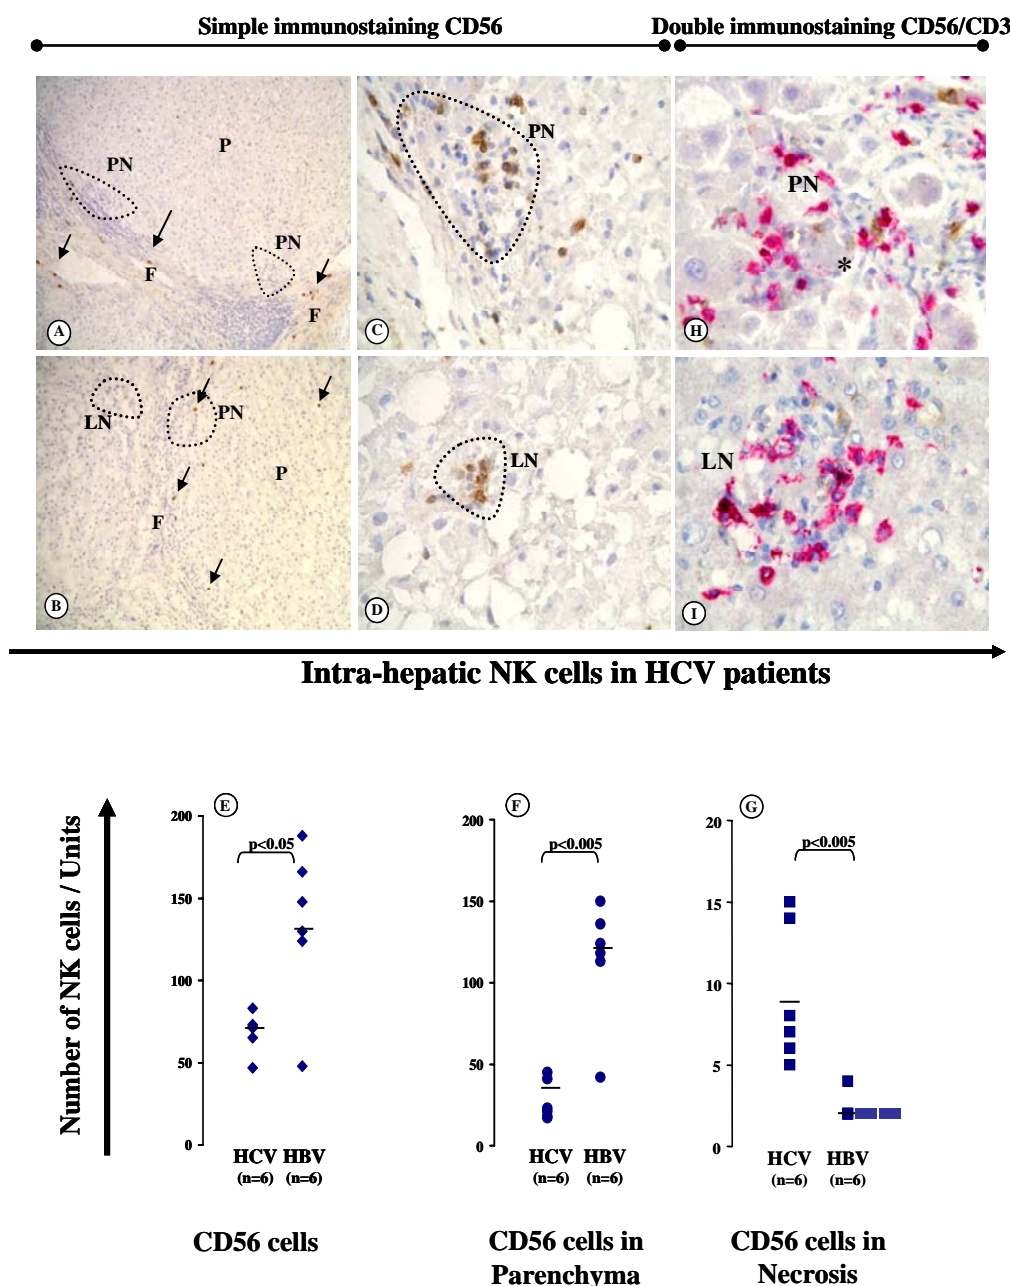 Simple immunostaining CD56
Double immunostaining CD56/CD3
PN
P
PN
F
F
A
PN
C
PN
*
H
LN
PN
P
F
B
LN
D
LN
I
Intra-hepatic NK cells in HCV patients
Number of NK cells / Units
E
200
150
100
50
0
p<0.05
HCV HBV
(n=6) (n=6)
CD56 cells
F
200
150
100
50
0
p<0.005
HCV HBV
(n=6) (n=6)
CD56 cells in
Parenchyma
G
20
15
10
5
0
p<0.005
HCV HBV
(n=6) (n=6)
CD56 cells in
Necrosis